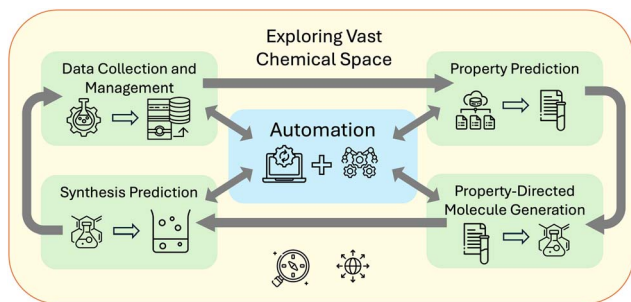 Exploring Vast
Chemical Space
Data Collection and
Management
Property Prediction
Automation
Synthesis Prediction
Property-Directed
Molecule Generation